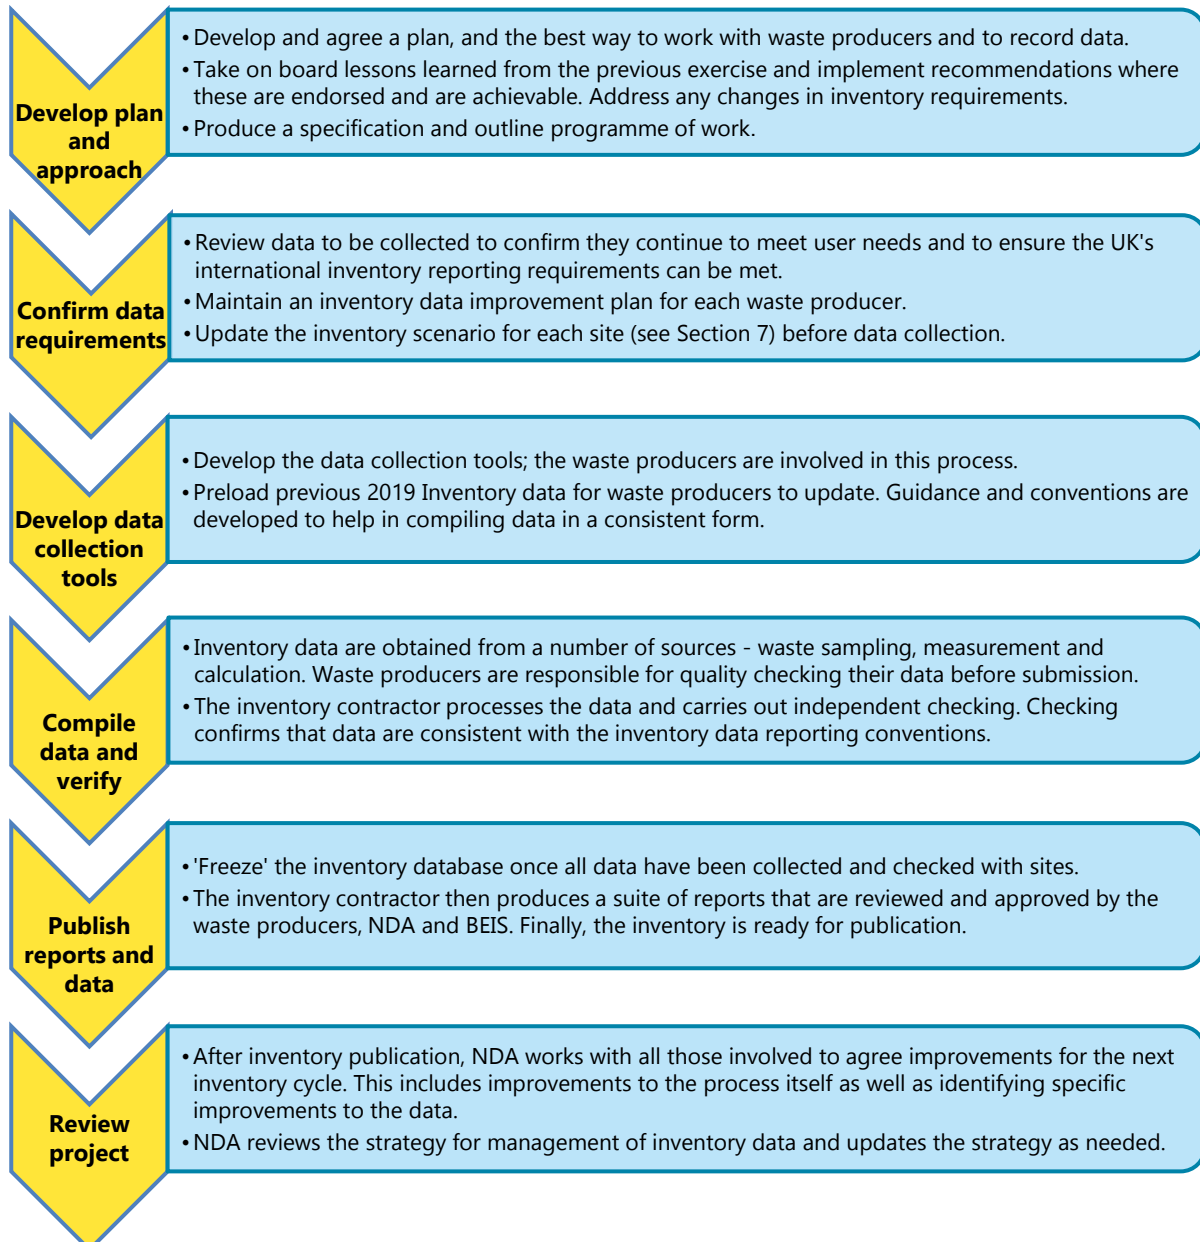 Develop plan
and
approach
• Develop and agree a plan, and the best way to work with waste producers and to record data.
• Take on board lessons learned from the previous exercise and implement recommendations where
these are endorsed and are achievable. Address any changes in inventory requirements.
• Produce a specification and outline programme of work.
Confirm data
requirements
• Review data to be collected to confirm they continue to meet user needs and to ensure the UK's
international inventory reporting requirements can be met.
• Maintain an inventory data improvement plan for each waste producer.
• Update the inventory scenario for each site (see Section 7) before data collection.
Develop data
collection
tools
• Develop the data collection tools; the waste producers are involved in this process.
• Preload previous 2019 Inventory data for waste producers to update. Guidance and conventions are
developed to help in compiling data in a consistent form.
Compile
data and
verify
• Inventory data are obtained from a number of sources - waste sampling, measurement and
calculation. Waste producers are responsible for quality checking their data before submission.
• The inventory contractor processes the data and carries out independent checking. Checking
confirms that data are consistent with the inventory data reporting conventions.
Publish
reports and
data
• 'Freeze' the inventory database once all data have been collected and checked with sites.
• The inventory contractor then produces a suite of reports that are reviewed and approved by the
waste producers, NDA and BEIS. Finally, the inventory is ready for publication.
Review
project
• After inventory publication, NDA works with all those involved to agree improvements for the next
inventory cycle. This includes improvements to the process itself as well as identifying specific
improvements to the data.
• NDA reviews the strategy for management of inventory data and updates the strategy as needed.